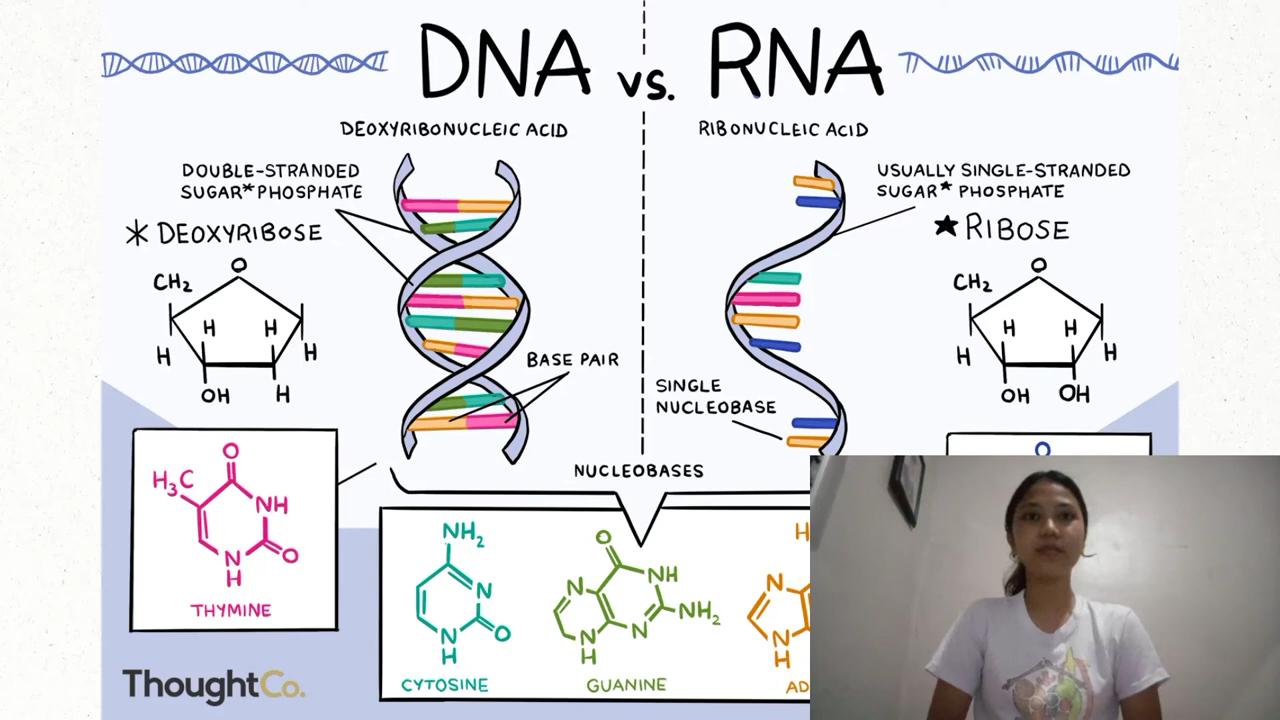 DNA vs. RNA
DEOXYRIBONUCLEIC ACID
RIBONUCLEIC ACID
DOUBLE-STRANDED
SUGAR* PHOSPHATE
* DEOXYRIBOSE
USUALLY SINGLE-STRANDED
SUGAR★ PHOSPHATE
★ RIBOSE
O
CH₂
H H
H H
OH H
O
CH₂
H H
H H
OH OH
BASE PAIR
SINGLE
NUCLEOBASE
NUCLEOBASES
O
H₃C
NH
N O
H
THYMINE
NH₂
N
N O
H
CYTOSINE
O
N NH
N N NH₂
H
GUANINE
H
N
N
H
AD
O
ThoughtCo.